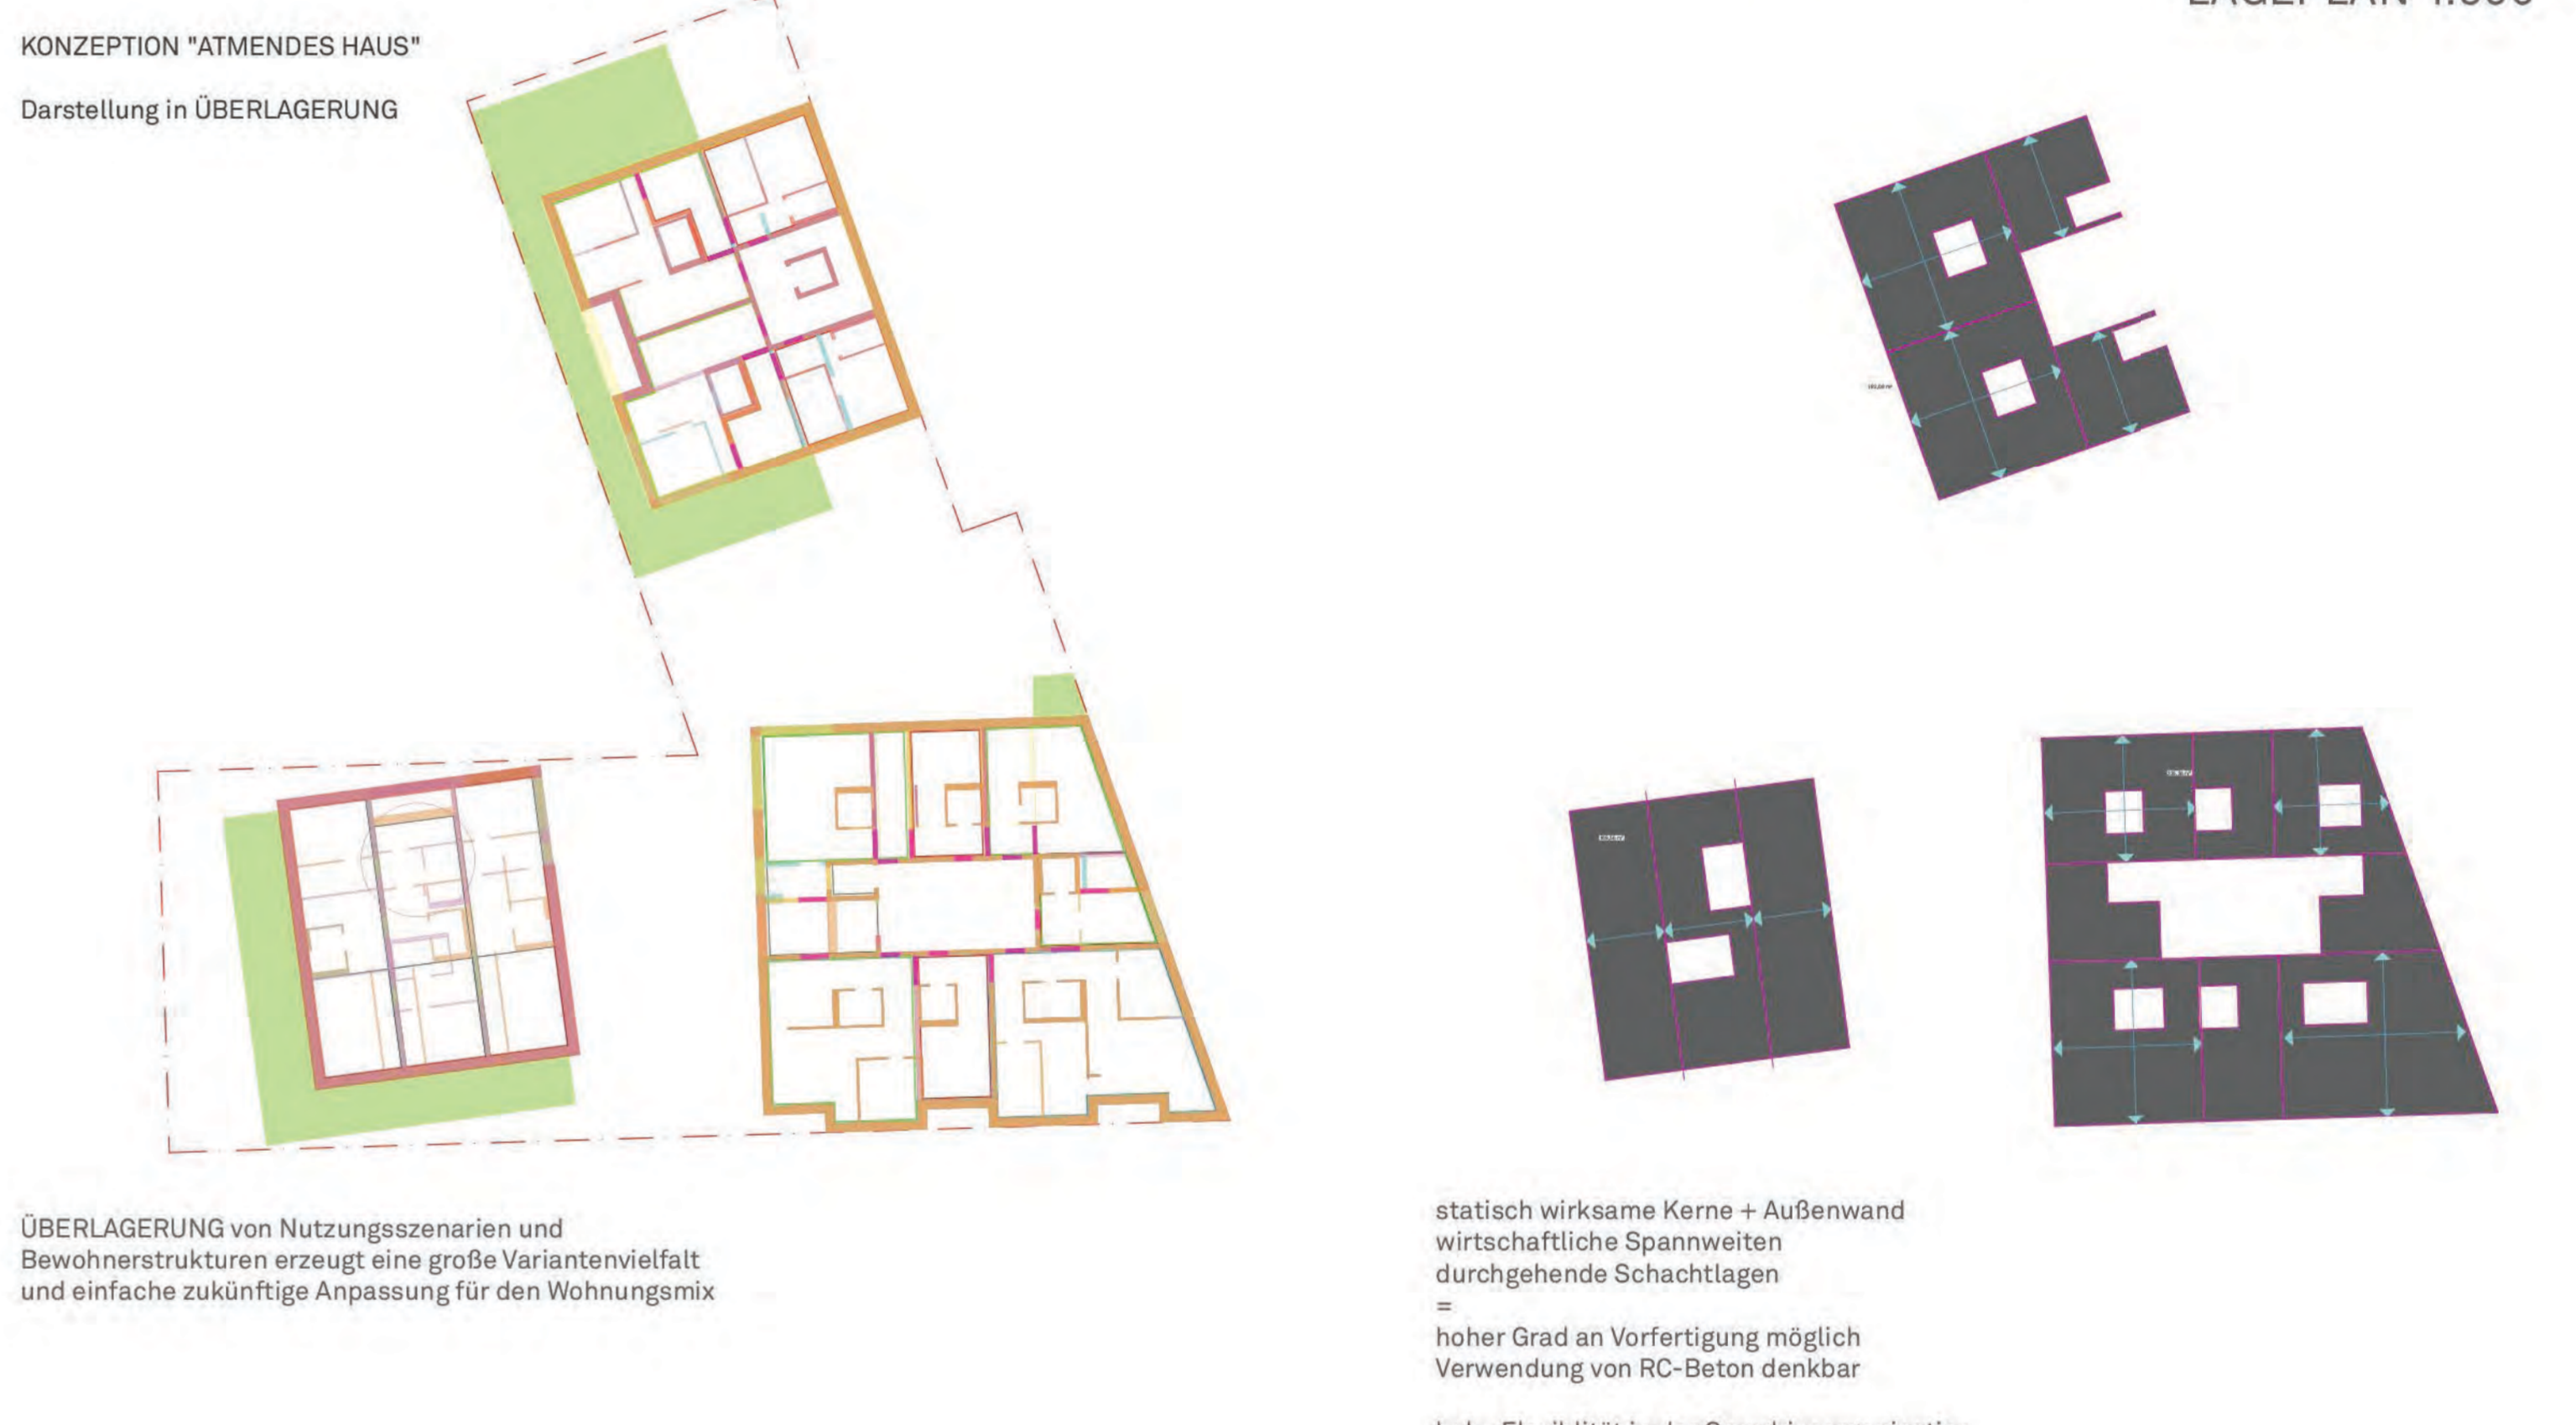 KONZEPTION "ATMENDES HAUS"
Darstellung in ÜBERLAGERUNG
ÜBERLAGERUNG von Nutzungsszenarien und
Bewohnerstrukturen erzeugt eine große Variantenvielfalt
und einfache zukünftige Anpassung für den Wohnungsmix
statisch wirksame Kerne + Außenwand
wirtschaftliche Spannweiten
durchgehende Schachtlagen
=
hoher Grad an Vorfertigung möglich
Verwendung von RC-Beton denkbar